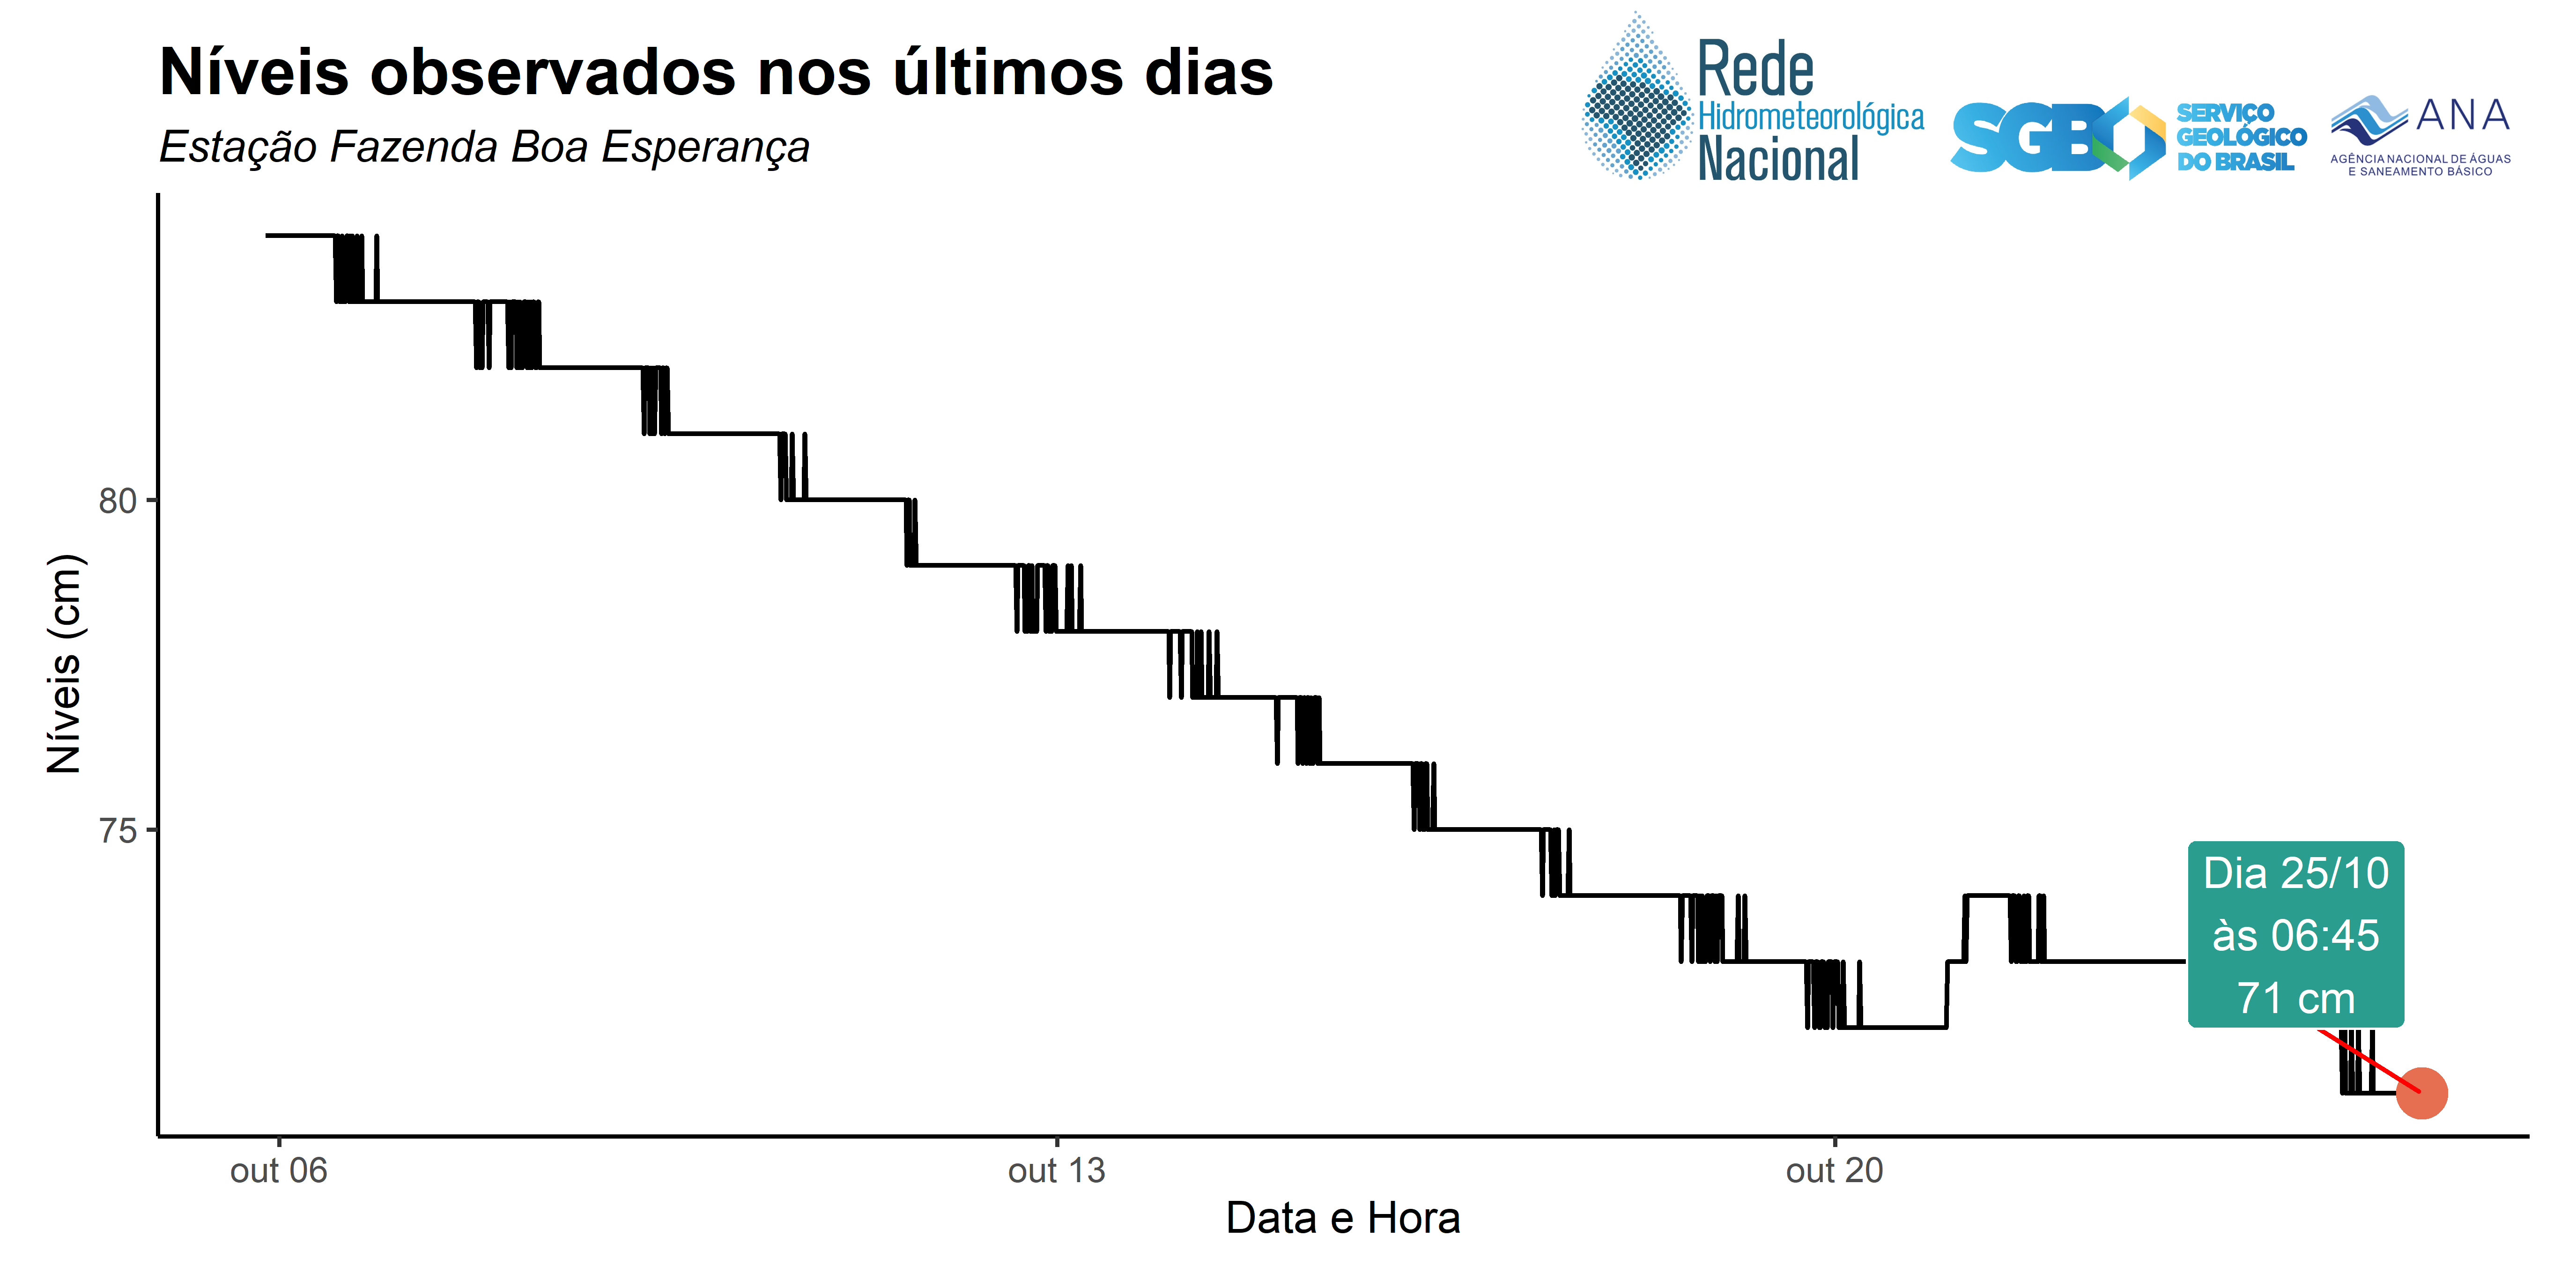 Níveis observados nos últimos dias
Estação Fazenda Boa Esperança
Rede
Hidrometeorológica
Nacional
SGB
SERVIÇO
GEOLÓGICO
DO BRASIL
ANA
AGÊNCIA NACIONAL DE ÁGUAS
E SANEAMENTO BÁSICO
Níveis (cm)
80
75
Dia 25/10
às 06:45
71 cm
out 06
out 13
out 20
Data e Hora